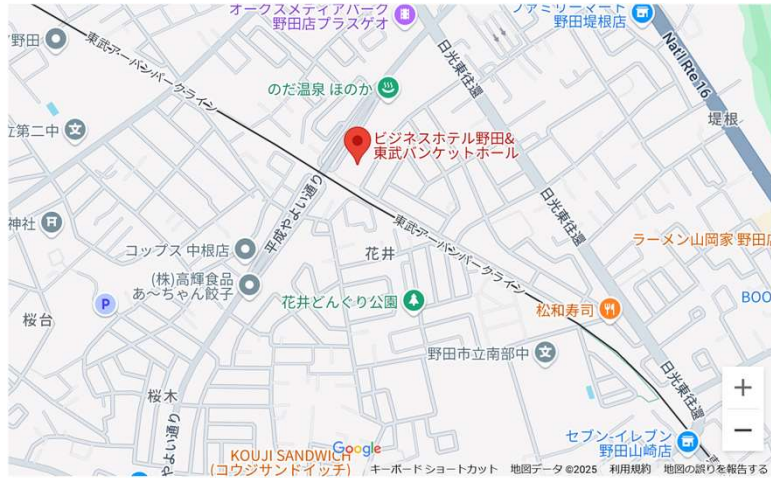 オークスメディアパーク
野田店プラスゲオ
ファミリーマート
野田堤根店
野田
東武アーバンパークライン
日光東往還
Nat'l Rte 16
のだ温泉 ほのか
堤根
立第二中
ビジネスホテル野田&
東武バンケットホール
平成やよい通り
日光東往還
神社
東武アーバンパークライン
コップス 中根店
花井
ラーメン山岡家 野田店
(株)高輝食品
あ〜ちゃん餃子
花井どんぐり公園
BOO
P
松和寿司
桜台
野田市立南部中
日光東往還
桜木
やよい通り
セブン-イレブン
野田山崎店
KOUJI SANDWICH
(コウジサンドイッチ)
Google
キーボード ショートカット 地図データ ©2025 利用規約 地図の誤りを報告する